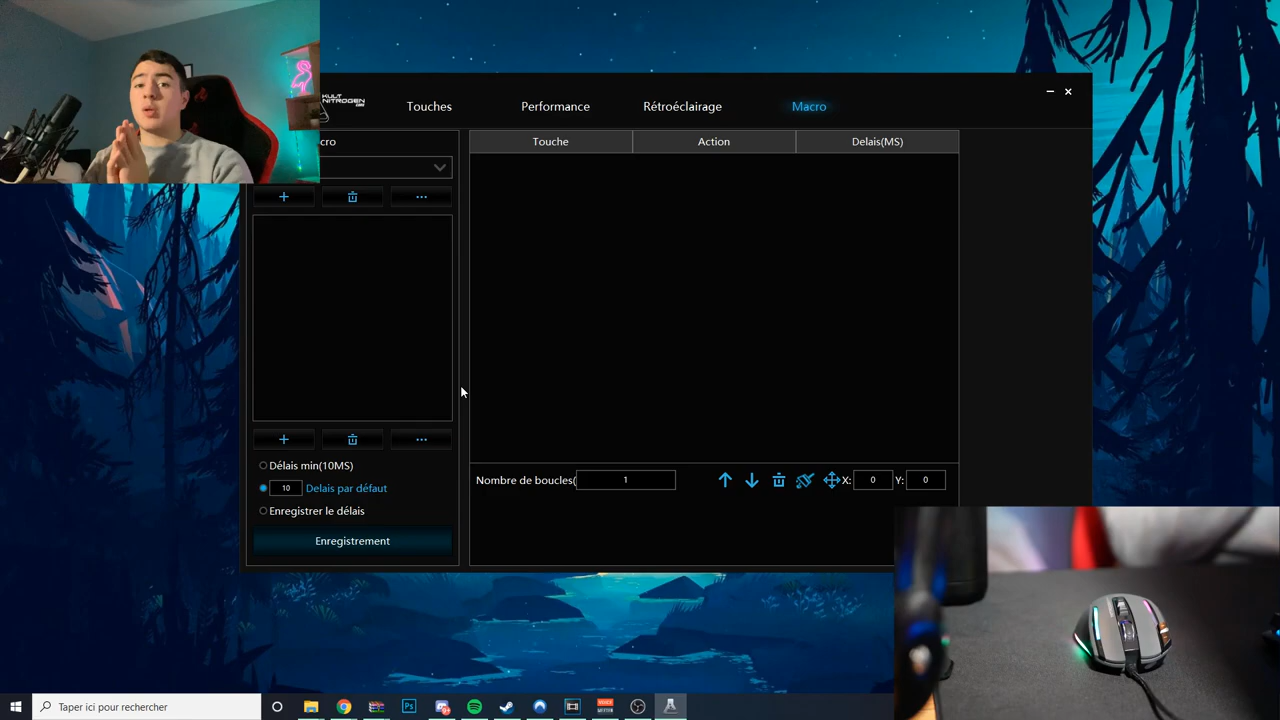 KULT
NITROGEN
Touches
Performance
Rétroéclairage
Macro
cro
Touche
Action
Delais(MS)
+
...
+
...
Délais min(10MS)
10 Delais par défaut
Enregistrer le délais
Enregistrement
Nombre de boucles( 1
X: 0 Y: 0
Taper ici pour rechercher
Ps